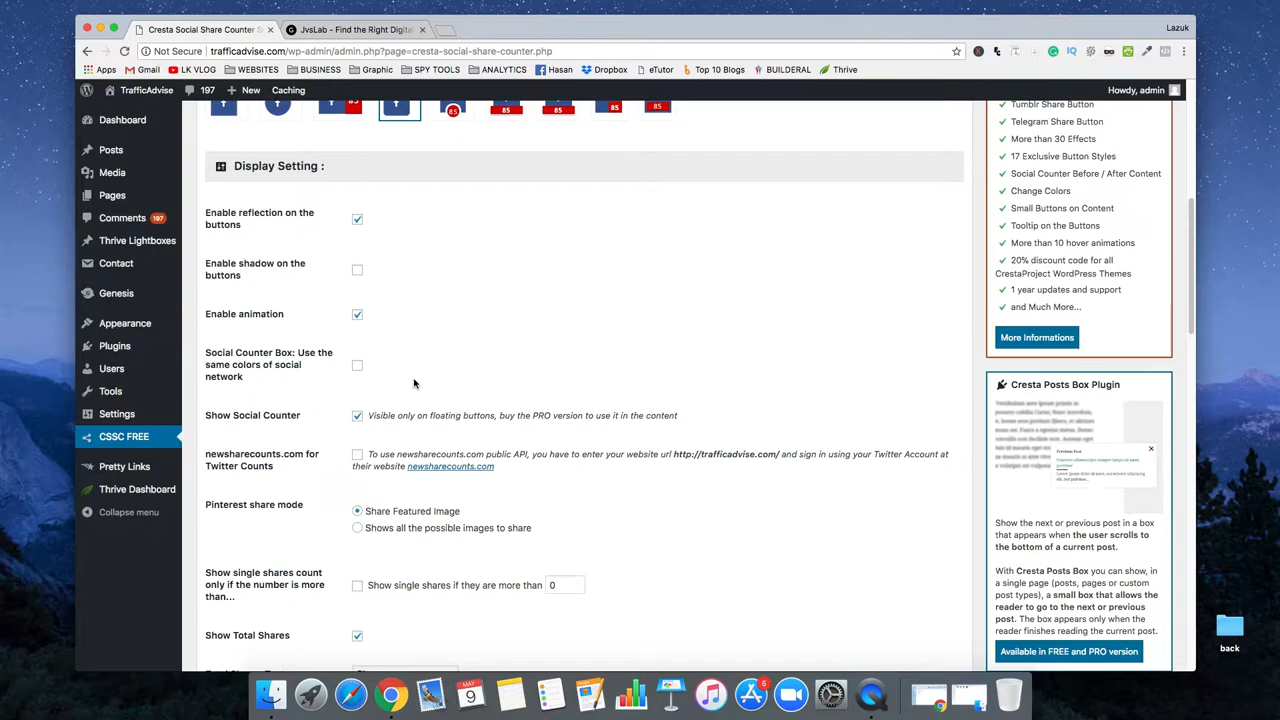 Cresta Social Share Counter S
JvsLab - Find the Right Digital
Lazuk
Not Secure | trafficadvise.com/wp-admin/admin.php?page=cresta-social-share-counter.php
Apps Gmail LK VLOG WEBSITES BUSINESS Graphic SPY TOOLS ANALYTICS Hasan Dropbox eTutor Top 10 Blogs BUILDERAL Thrive
TrafficAdvise 197 + New Caching Howdy, admin
Dashboard
Posts
Media
Pages
Comments 197
Thrive Lightboxes
Contact
Genesis
Appearance
Plugins
Users
Tools
Settings
CSSC FREE
Pretty Links
Thrive Dashboard
Collapse menu
85 85 85 85 85 85
Display Setting :
Enable reflection on the
buttons
Enable shadow on the
buttons
Enable animation
Social Counter Box: Use the
same colors of social
network
Show Social Counter
Visible only on floating buttons, buy the PRO version to use it in the content
newsharecounts.com for
Twitter Counts
To use newsharecounts.com public API, you have to enter your website url http://trafficadvise.com/ and sign in using your Twitter Account at
their website newsharecounts.com
Pinterest share mode
Share Featured Image
Shows all the possible images to share
Show single shares count
only if the number is more
than...
Show single shares if they are more than 0
Show Total Shares
Tumblr Share Button
Telegram Share Button
More than 30 Effects
17 Exclusive Button Styles
Social Counter Before / After Content
Change Colors
Small Buttons on Content
Tooltip on the Buttons
More than 10 hover animations
20% discount code for all
CrestaProject WordPress Themes
1 year updates and support
and Much More...
More Informations
Cresta Posts Box Plugin
Show the next or previous post in a box
that appears when the user scrolls to
the bottom of a current post.
With Cresta Posts Box you can show, in
a single page (posts, pages or custom
post types), a small box that allows the
reader to go to the next or previous
post. The box appears only when the
reader finishes reading the current post.
Available in FREE and PRO version
back
MAY
9
5